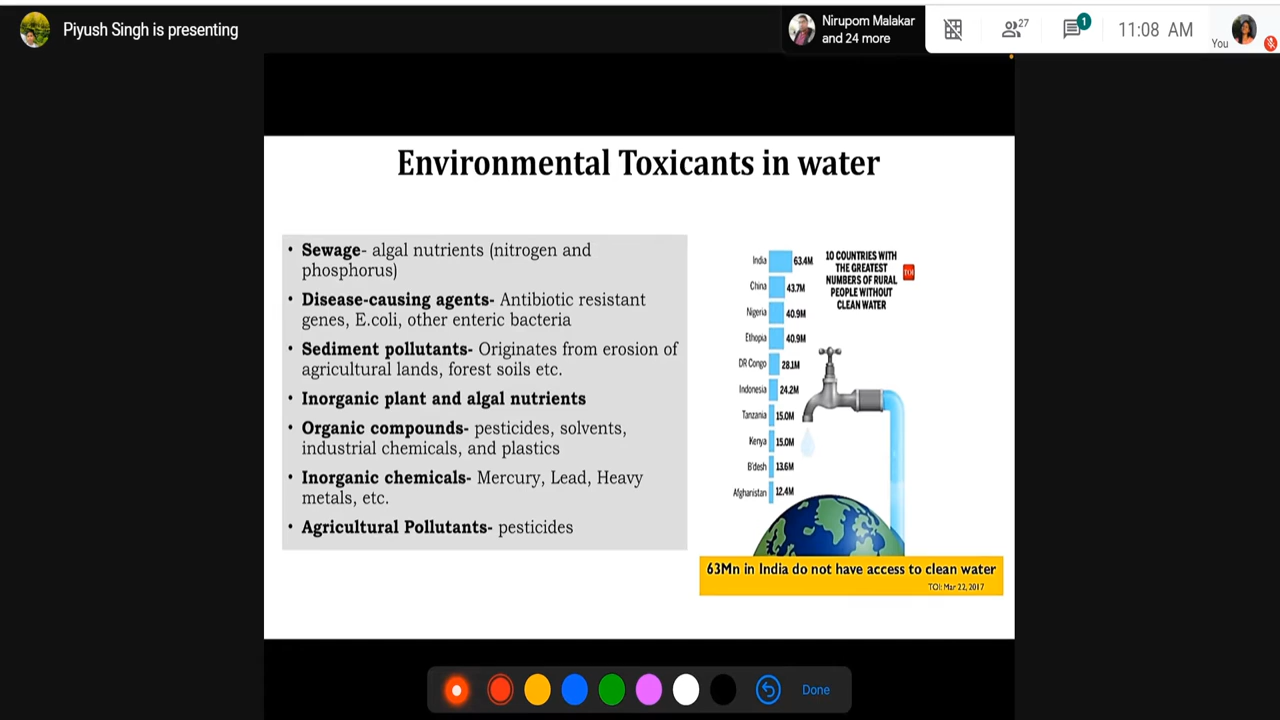 Piyush Singh is presenting
Nirupom Malakar
and 24 more
27
1
11:08 AM
You
Environmental Toxicants in water
• Sewage- algal nutrients (nitrogen and
phosphorus)
• Disease-causing agents- Antibiotic resistant
genes, E.coli, other enteric bacteria
• Sediment pollutants- Originates from erosion of
agricultural lands, forest soils etc.
• Inorganic plant and algal nutrients
• Organic compounds- pesticides, solvents,
industrial chemicals, and plastics
• Inorganic chemicals- Mercury, Lead, Heavy
metals, etc.
• Agricultural Pollutants- pesticides
10 COUNTRIES WITH
THE GREATEST
NUMBERS OF RURAL
PEOPLE WITHOUT
CLEAN WATER
TOI
India 63.4M
China 43.7M
Nigeria 40.9M
Ethopia 40.9M
DR Congo 28.1M
Indonesia 24.2M
Tanzania 15.0M
Kenya 15.0M
B'desh 13.6M
Afghanistan 12.4M
63Mn in India do not have access to clean water
TOI: Mar 22, 2017
Done